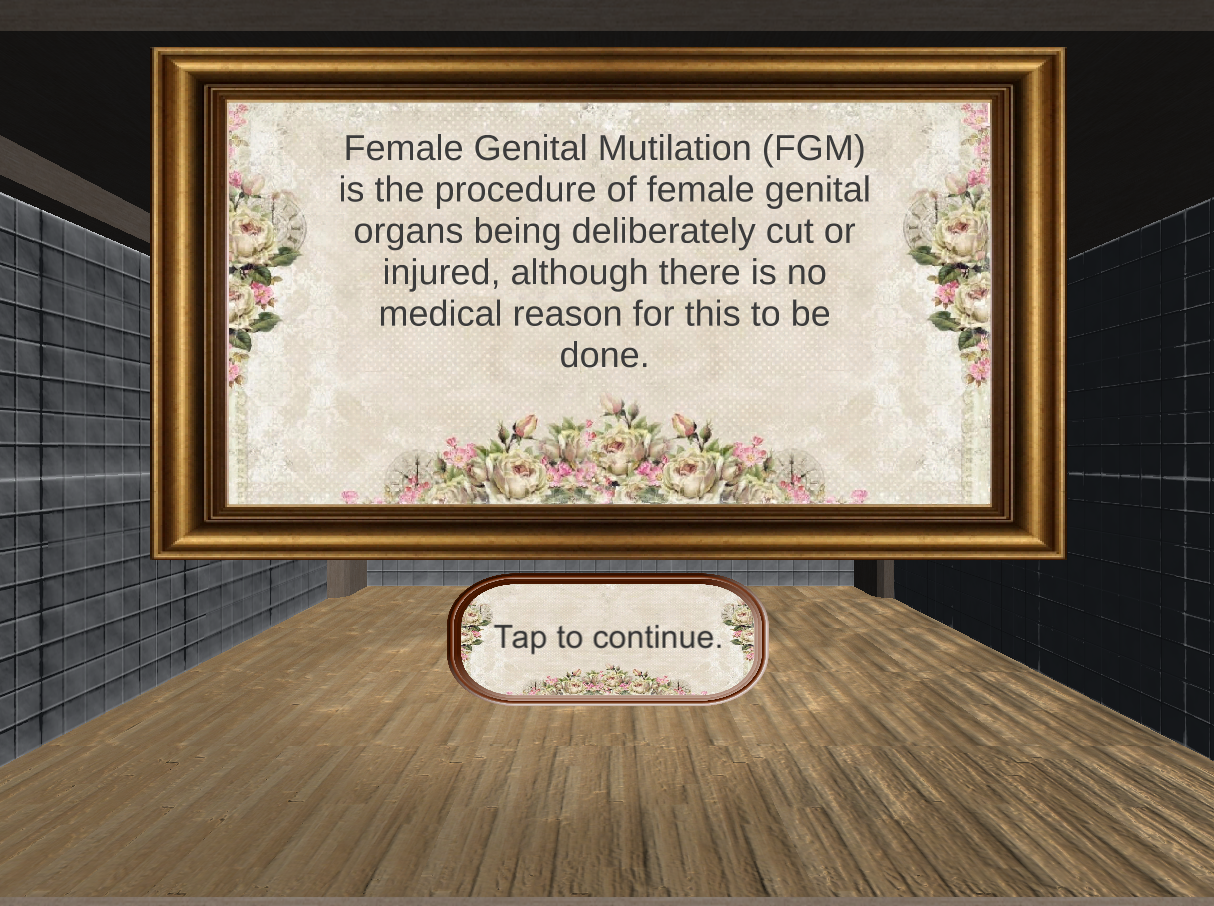 Female Genital Mutilation (FGM)
is the procedure of female genital
organs being deliberately cut or
injured, although there is no
medical reason for this to be
done.
Tap to continue.